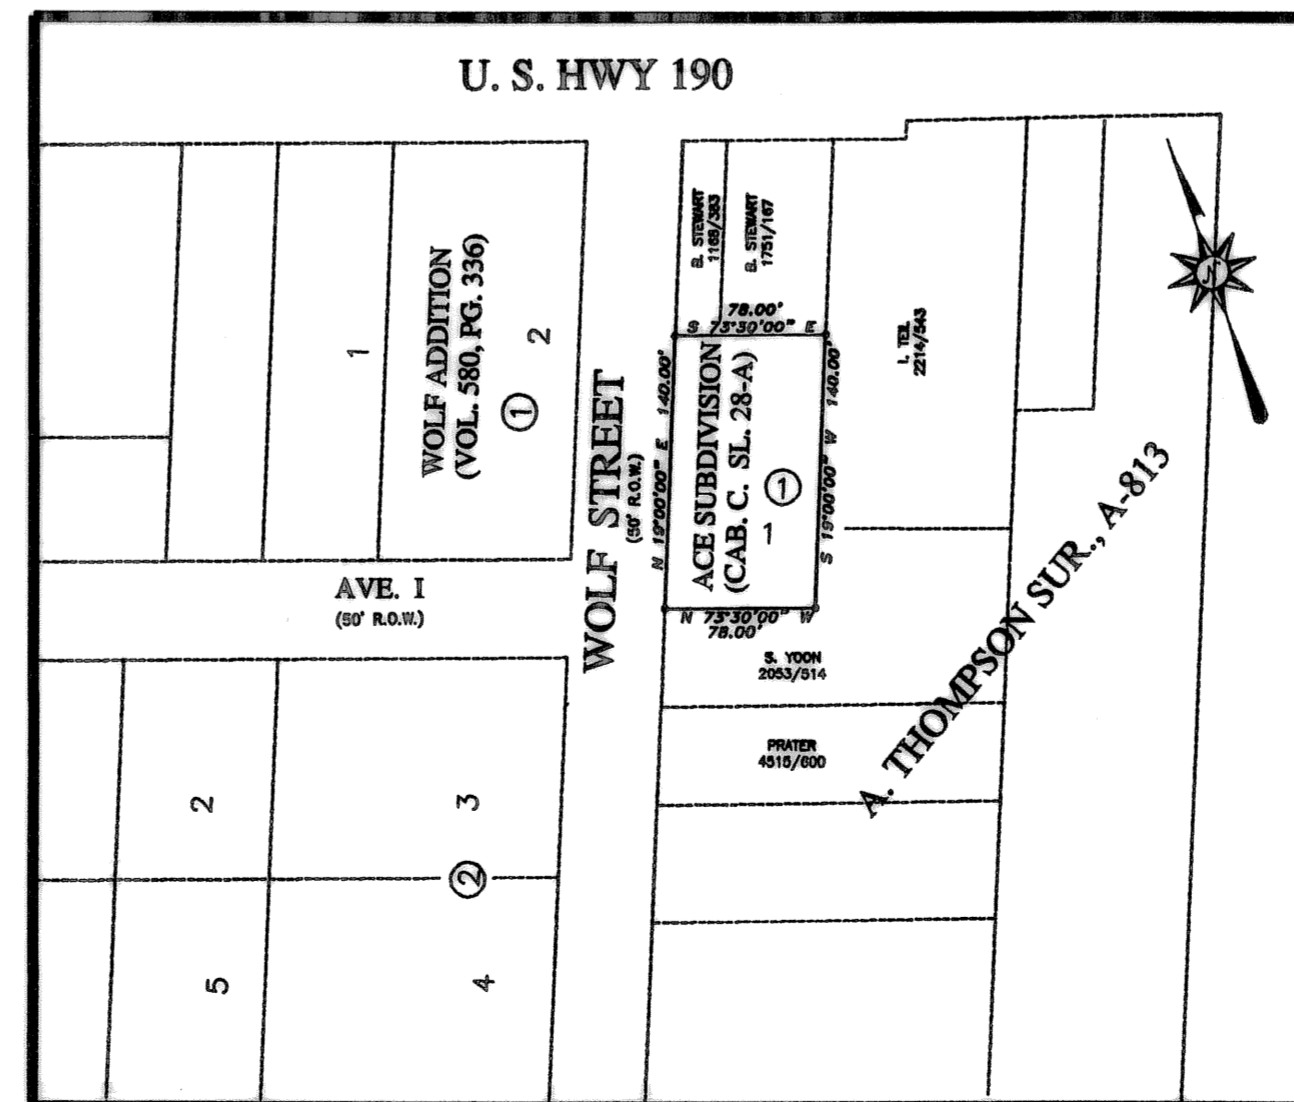 U. S. HWY 190
B. STEWART
1168/383
B. STEWART
1751/167
WOLF ADDITION
(VOL. 580, PG. 336)
1
2
1
N
I. TEIL
2214/543
78.00'
S 73°30'00" E
N 19°00'00" E 140.00'
ACE SUBDIVISION
(CAB. C. SL. 28-A)
1
1
S 19°00'00" W 140.00'
WOLF STREET
(50' R.O.W.)
AVE. I
(50' R.O.W.)
N 73°30'00" W
78.00'
S. YOON
2053/514
PRATER
4515/600
A. THOMPSON SUR., A-813
2
3
2
5
4